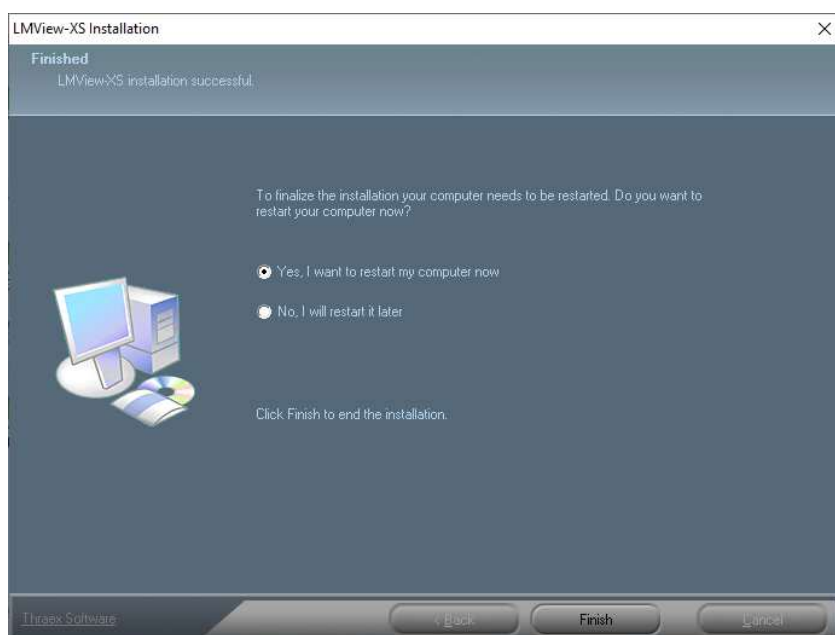 LMView-XS Installation
Finished
LMView-XS installation successful.
To finalize the installation your computer needs to be restarted. Do you want to
restart your computer now?
Yes, I want to restart my computer now
No, I will restart it later
Click Finish to end the installation.
Thraex Software
< Back
Finish
Cancel